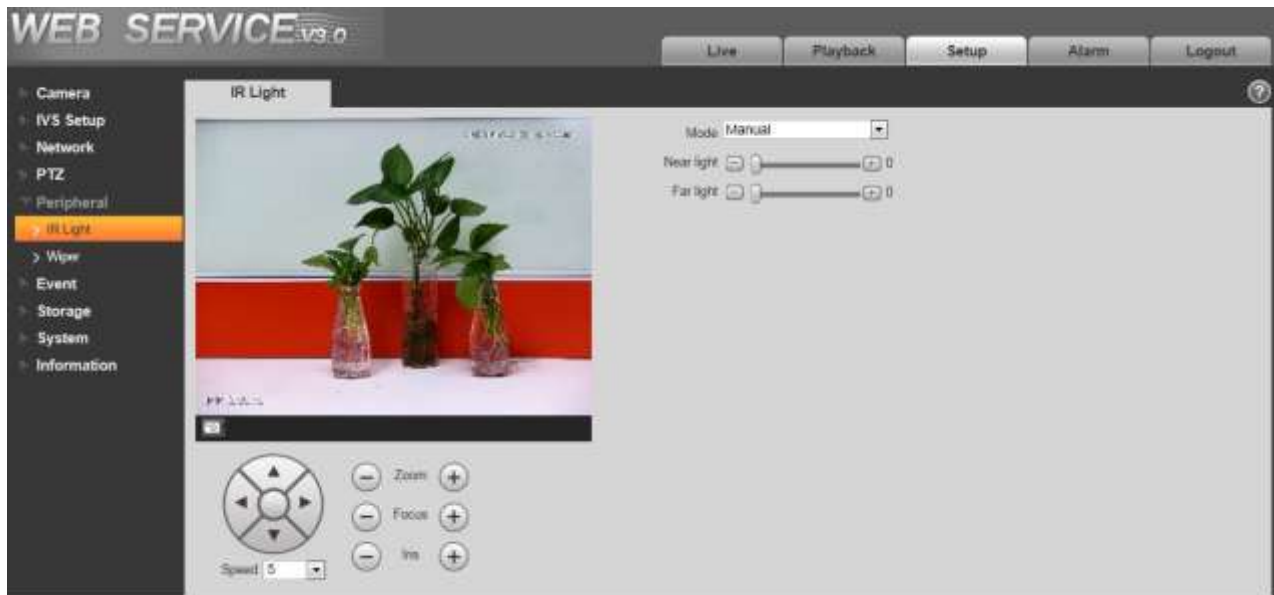 WEB SERVICE V3.0
Live Playback Setup Alarm Logout
Camera
IVS Setup
Network
PTZ
Peripheral
IR Light
Wiper
Event
Storage
System
Information
IR Light
Mode Manual
Near light 0
Far light 0
Zoom
Focus
Iris
Speed 5